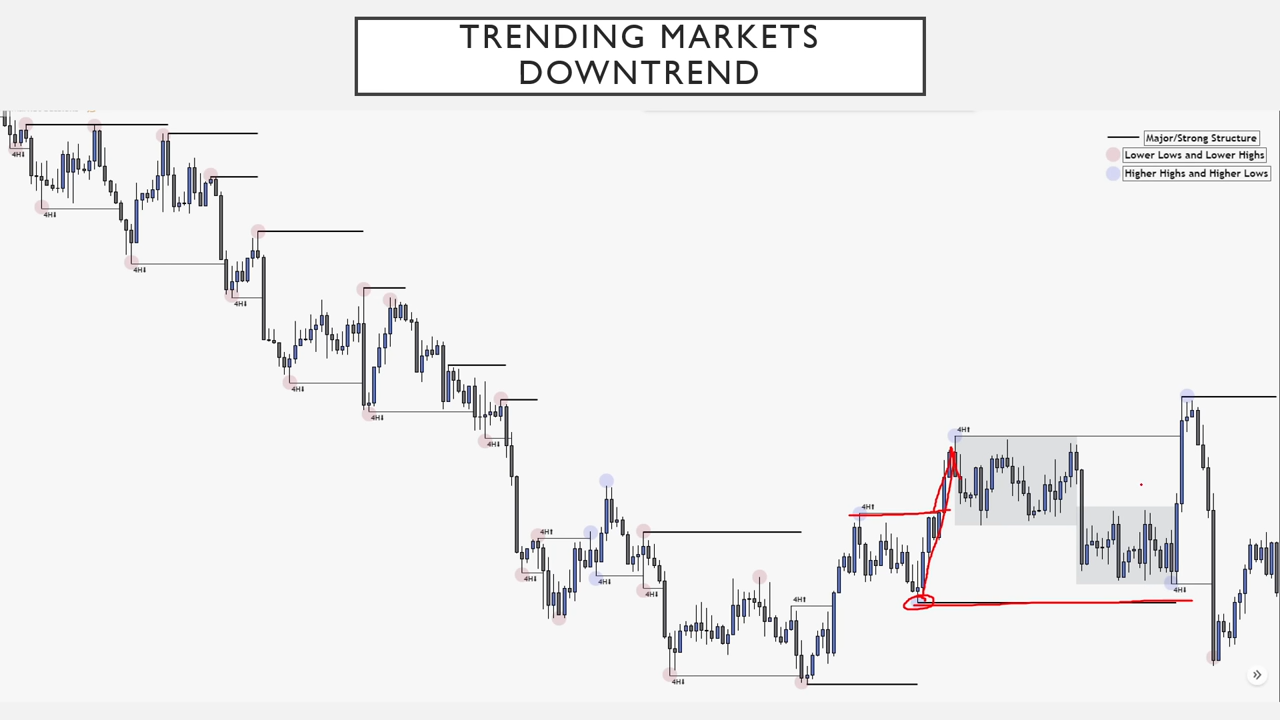 TRENDING MARKETS
DOWNTREND
Major/Strong Structure
Lower Lows and Lower Highs
Higher Highs and Higher Lows
4H⬇
4H⬇
4H⬇
4H⬇
4H⬇
4H⬇
4H⬇
4H⬆
4H⬇
4H⬇
4H⬇
4H⬇
4H⬆
4H⬆
4H⬆
4H⬇
»